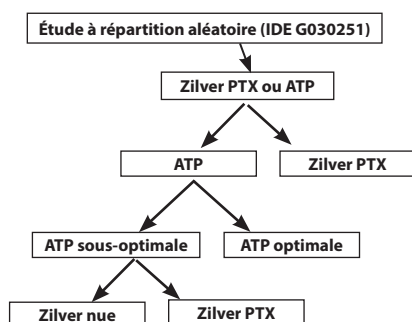 Étude à répartition aléatoire (IDE G030251)
Zilver PTX ou ATP
ATP
Zilver PTX
ATP sous-optimale
ATP optimale
Zilver nue
Zilver PTX